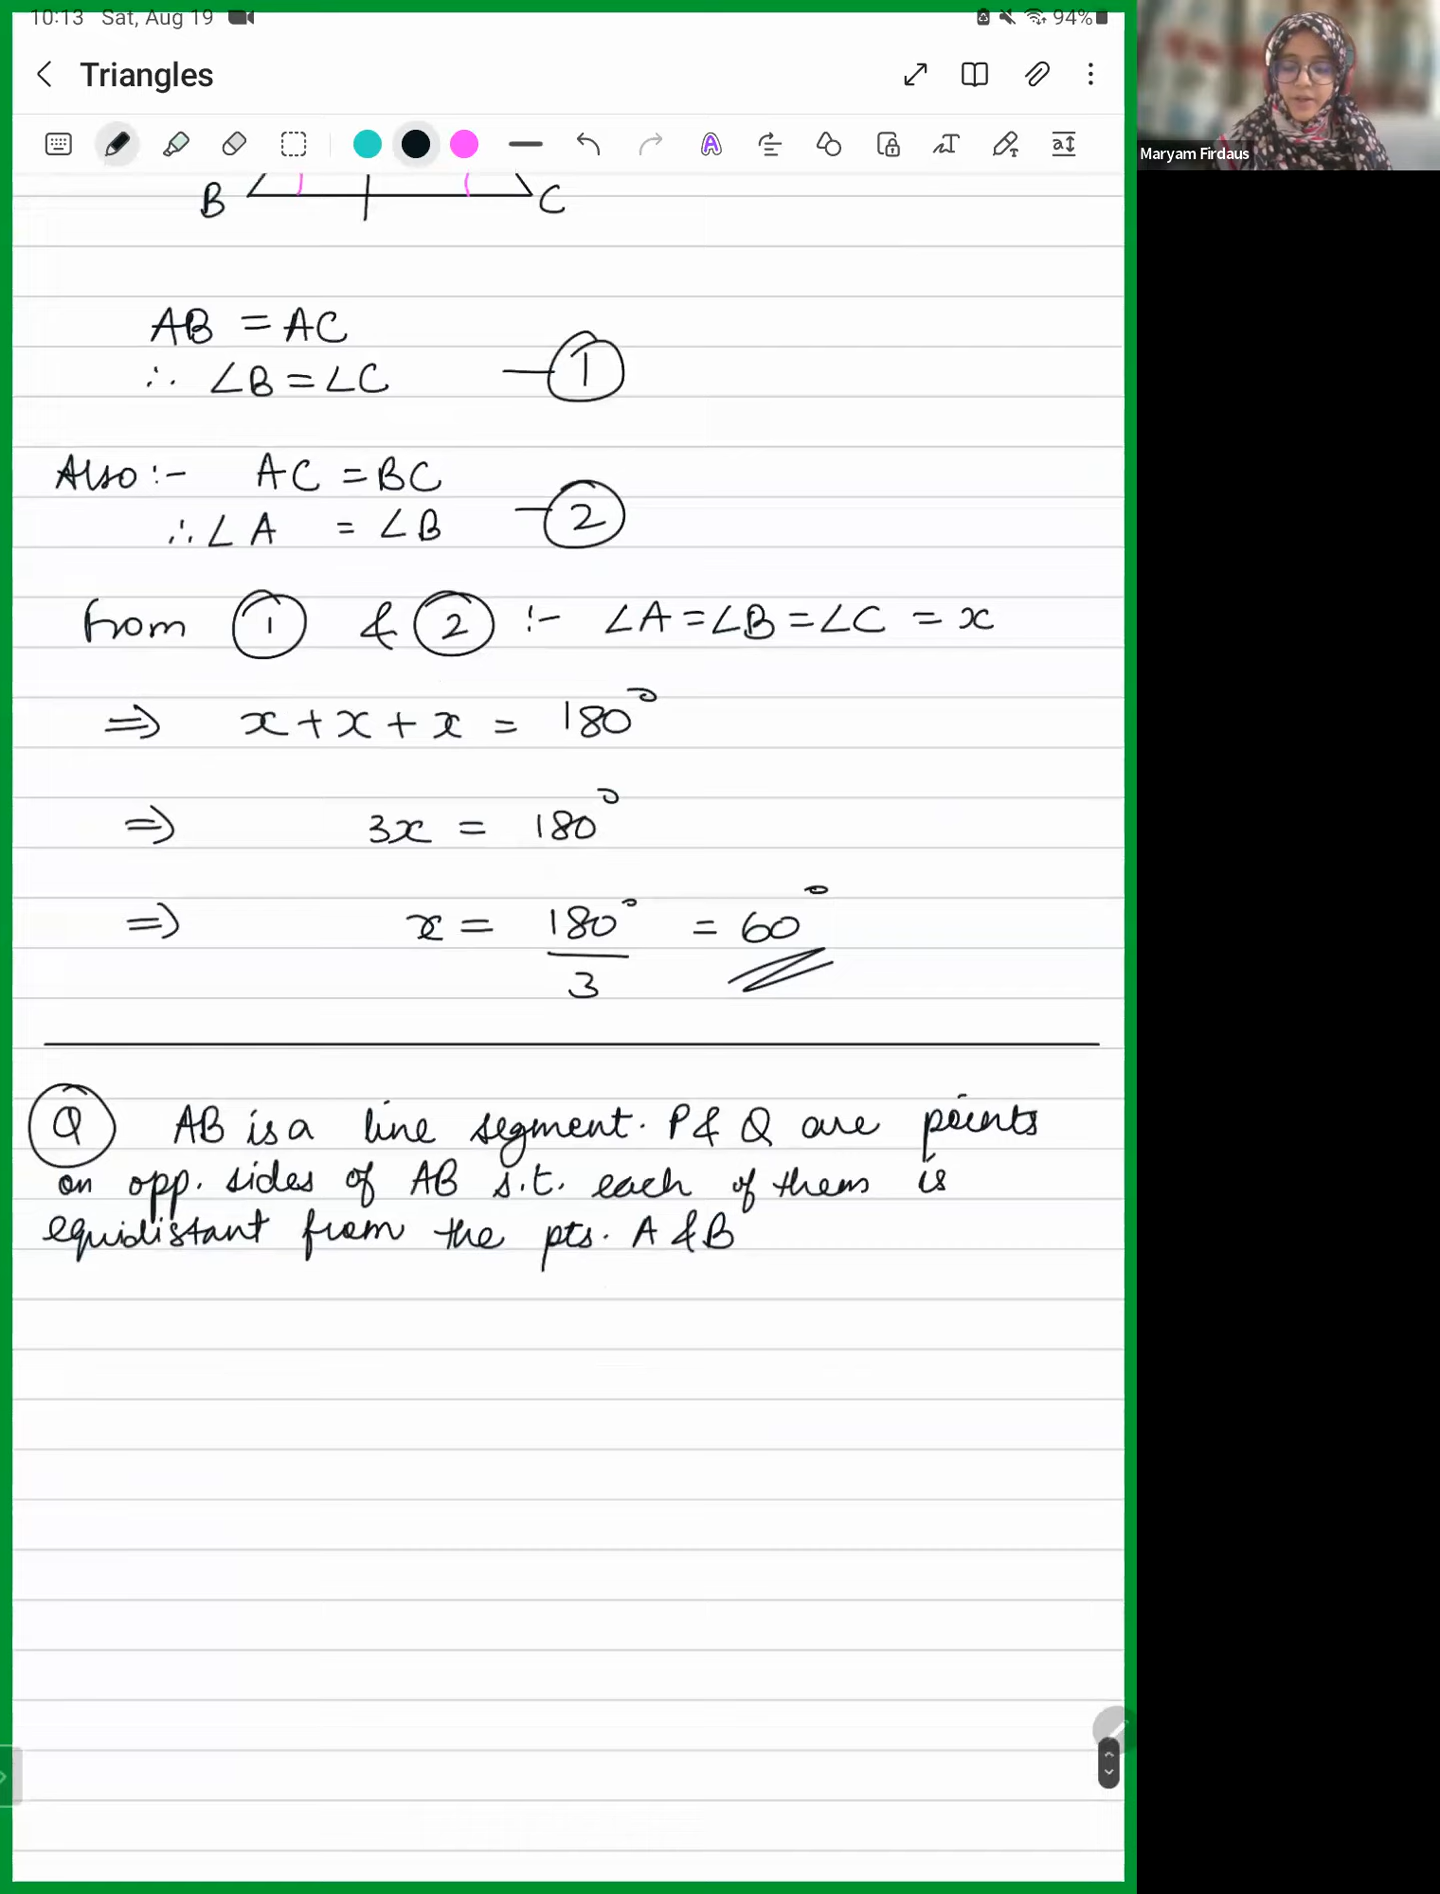 10:13 Sat, Aug 19 94%
Triangles
Maryam Firdaus
B C
AB = AC
∴ ∠B = ∠C — 1
Also :- AC = BC
∴ ∠A = ∠B — 2
from 1 & 2 :- ∠A = ∠B = ∠C = x
⇒ x + x + x = 180°
⇒ 3x = 180°
⇒ x = 180°/3 = 60°
Q AB is a line segment. P & Q are points
on opp. sides of AB s.t. each of them is
equidistant from the pts. A & B